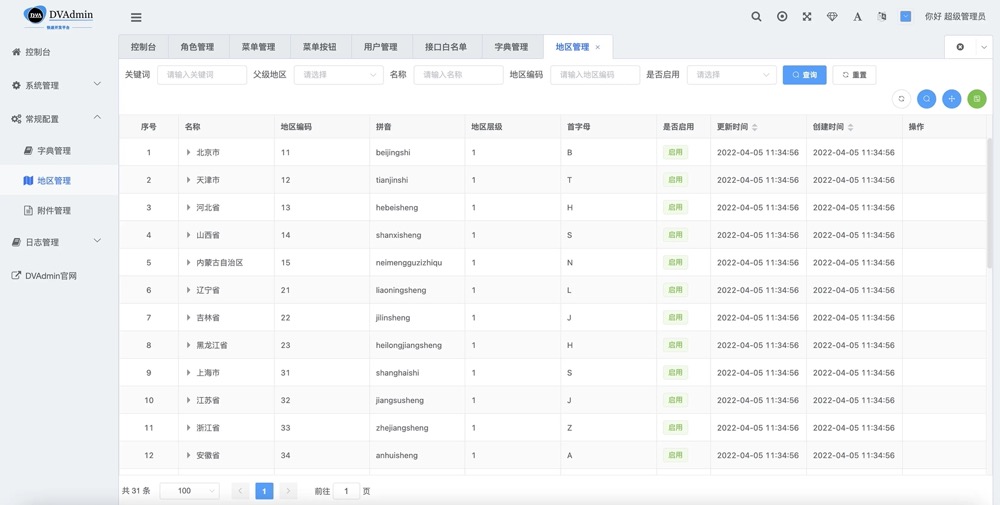 DVA DVAdmin
快速开发平台
你好 超级管理员
控制台
系统管理
常规配置
字典管理
地区管理
附件管理
日志管理
DVAdmin官网
控制台 角色管理 菜单管理 菜单按钮 用户管理 接口白名单 字典管理 地区管理
关键词 请输入关键词 父级地区 请选择 名称 请输入名称 地区编码 请输入地区编码 是否启用 请选择 查询 重置
序号 名称 地区编码 拼音 地区层级 首字母 是否启用 更新时间 创建时间 操作
1 北京市 11 beijingshi 1 B 启用 2022-04-05 11:34:56 2022-04-05 11:34:56
2 天津市 12 tianjinshi 1 T 启用 2022-04-05 11:34:56 2022-04-05 11:34:56
3 河北省 13 hebeisheng 1 H 启用 2022-04-05 11:34:56 2022-04-05 11:34:56
4 山西省 14 shanxisheng 1 S 启用 2022-04-05 11:34:56 2022-04-05 11:34:56
5 内蒙古自治区 15 neimengguzizhiqu 1 N 启用 2022-04-05 11:34:56 2022-04-05 11:34:56
6 辽宁省 21 liaoningsheng 1 L 启用 2022-04-05 11:34:56 2022-04-05 11:34:56
7 吉林省 22 jilinsheng 1 J 启用 2022-04-05 11:34:56 2022-04-05 11:34:56
8 黑龙江省 23 heilongjiangsheng 1 H 启用 2022-04-05 11:34:56 2022-04-05 11:34:56
9 上海市 31 shanghaishi 1 S 启用 2022-04-05 11:34:56 2022-04-05 11:34:56
10 江苏省 32 jiangsusheng 1 J 启用 2022-04-05 11:34:56 2022-04-05 11:34:56
11 浙江省 33 zhejiangsheng 1 Z 启用 2022-04-05 11:34:56 2022-04-05 11:34:56
12 安徽省 34 anhuisheng 1 A 启用 2022-04-05 11:34:56 2022-04-05 11:34:56
共 31 条 100 1 前往 1 页